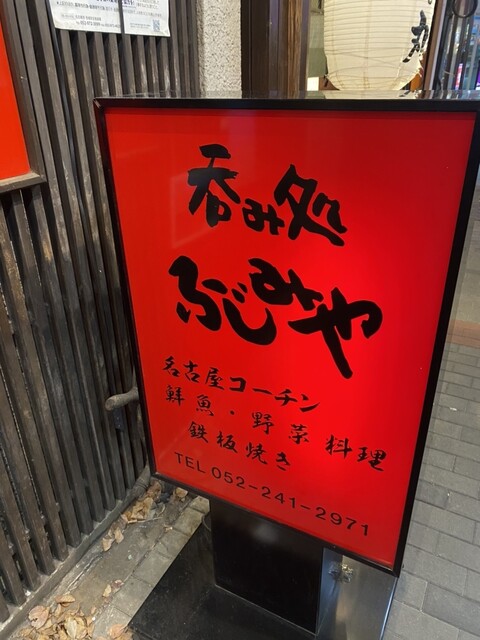 呑み処
ふじみや
名古屋コーチン
鮮魚・野菜料理
鉄板焼き
TEL 052-241-2971